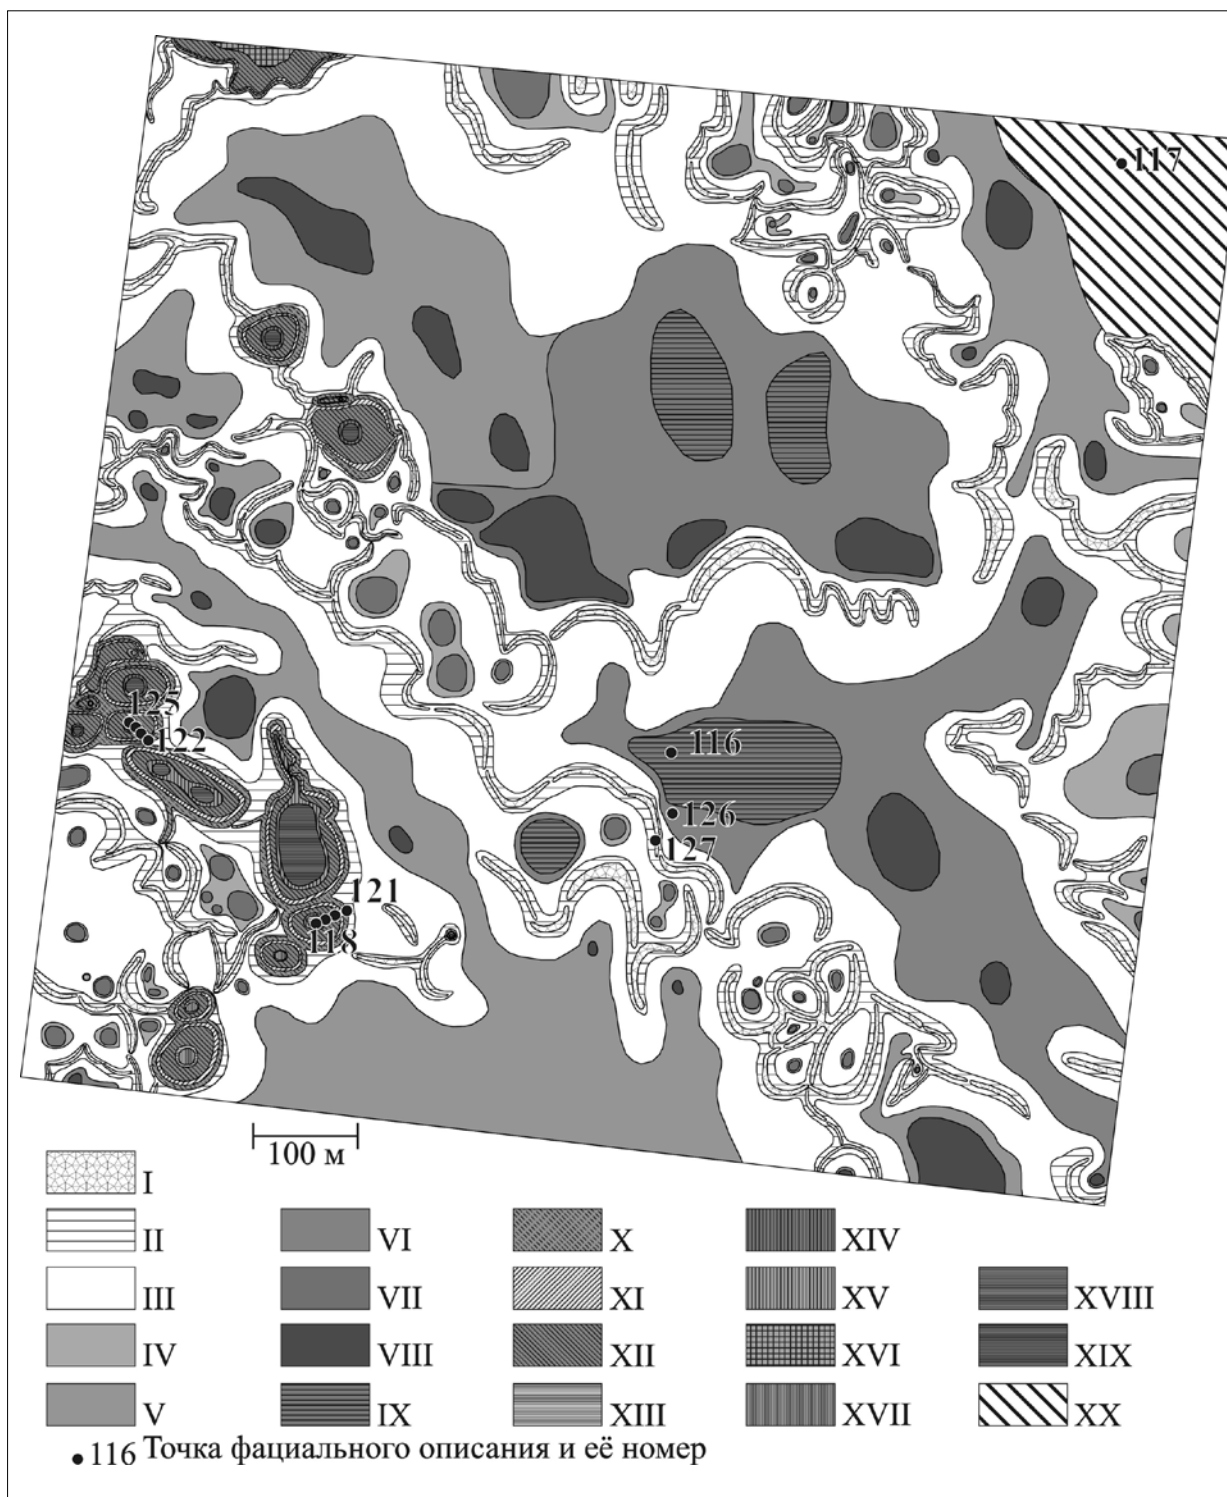 117
125
122
116
126
127
121
118
100 м
I
II VI X XIV
III VII XI XV XVIII
IV VIII XII XVI XIX
V IX XIII XVII XX
116 Точка фациального описания и её номер